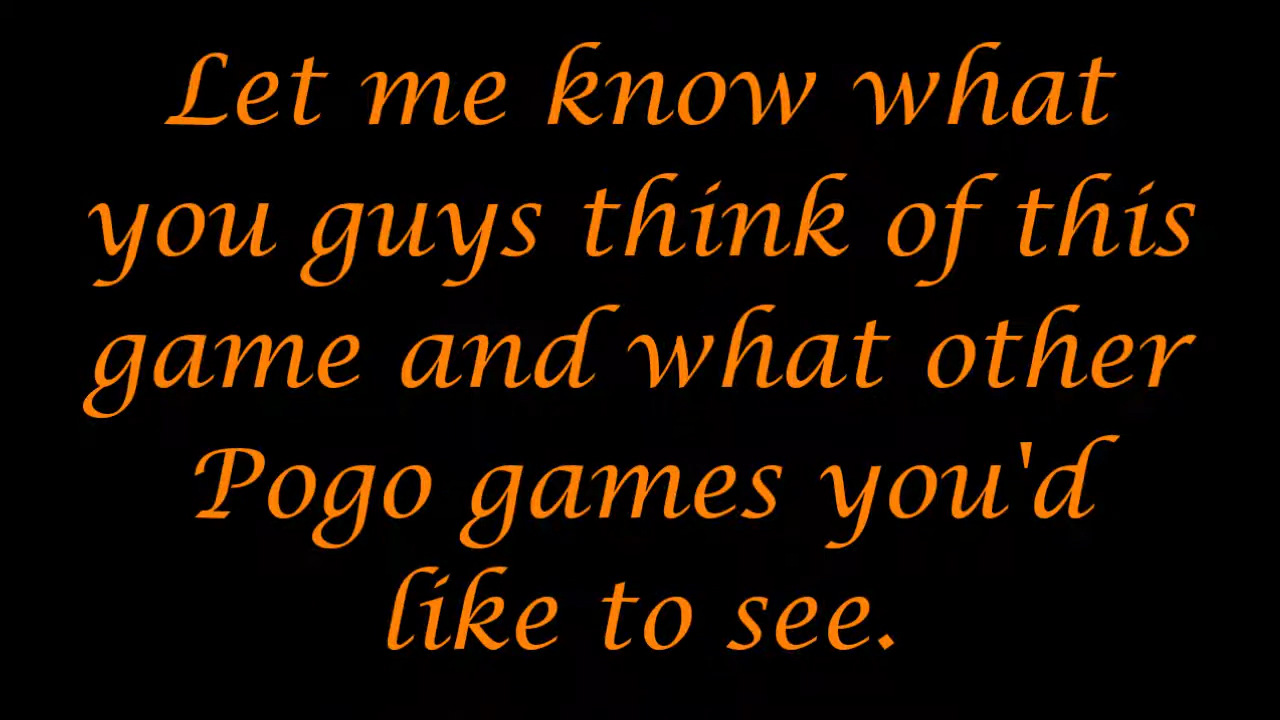 Let me know what
you guys think of this
game and what other
Pogo games you'd
like to see.